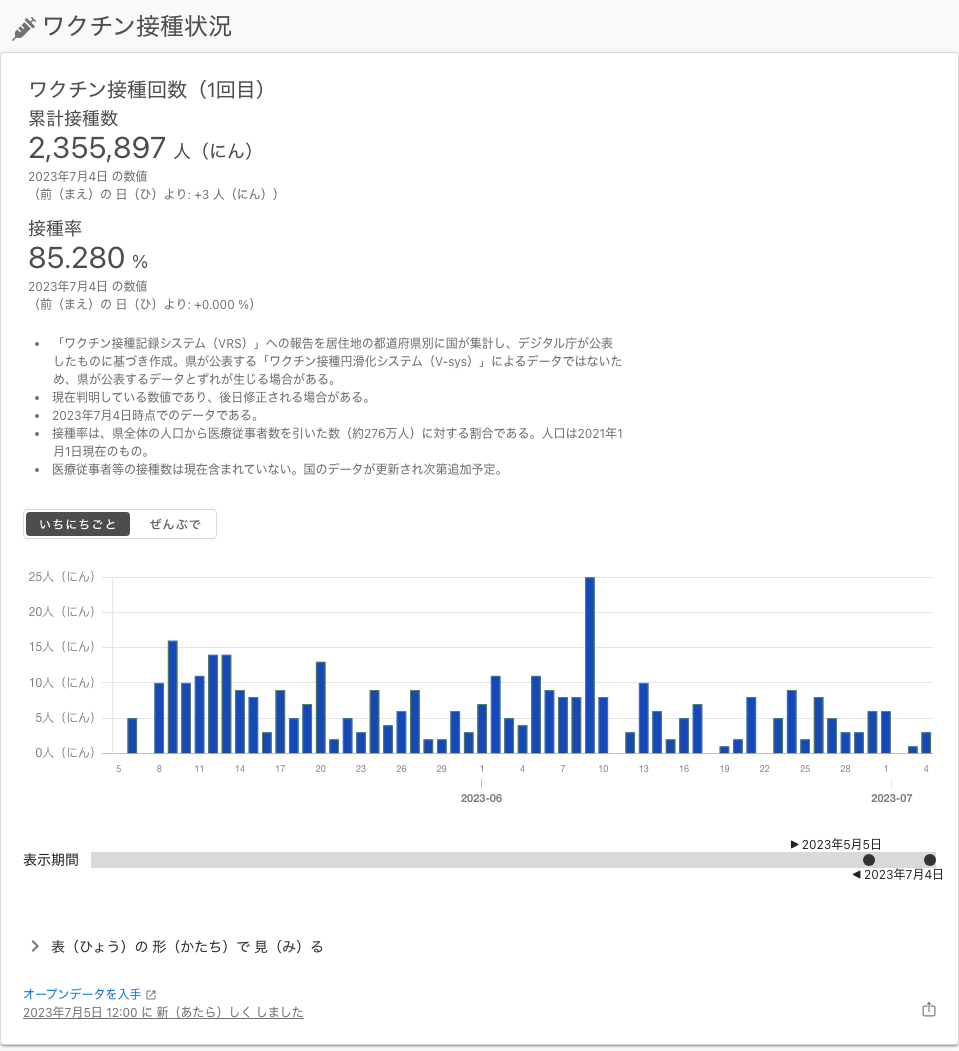 ワクチン接種状況
ワクチン接種回数（1回目）
累計接種数
2,355,897 人（にん）
2023年7月4日 の数値
（前（まえ）の 日（ひ）より: +3 人（にん））
接種率
85.280 %
2023年7月4日 の数値
（前（まえ）の 日（ひ）より: +0.000 %）
• 「ワクチン接種記録システム（VRS）」への報告を居住地の都道府県別に国が集計し、デジタル庁が公表
したものに基づき作成。県が公表する「ワクチン接種円滑化システム（V-sys）」によるデータではないた
め、県が公表するデータとずれが生じる場合がある。
• 現在判明している数値であり、後日修正される場合がある。
• 2023年7月4日時点でのデータである。
• 接種率は、県全体の人口から医療従事者数を引いた数（約276万人）に対する割合である。人口は2021年1
月1日現在のもの。
• 医療従事者等の接種数は現在含まれていない。国のデータが更新され次第追加予定。
いちにちごと ぜんぶで
25人（にん）
20人（にん）
15人（にん）
10人（にん）
5人（にん）
0人（にん）
5 8 11 14 17 20 23 26 29 1 4 7 10 13 16 19 22 25 28 1 4
2023-06 2023-07
▶ 2023年5月5日
表示期間
◀ 2023年7月4日
表（ひょう）の 形（かたち）で 見（み）る
オープンデータを入手
2023年7月5日 12:00 に 新（あたら）しく しました